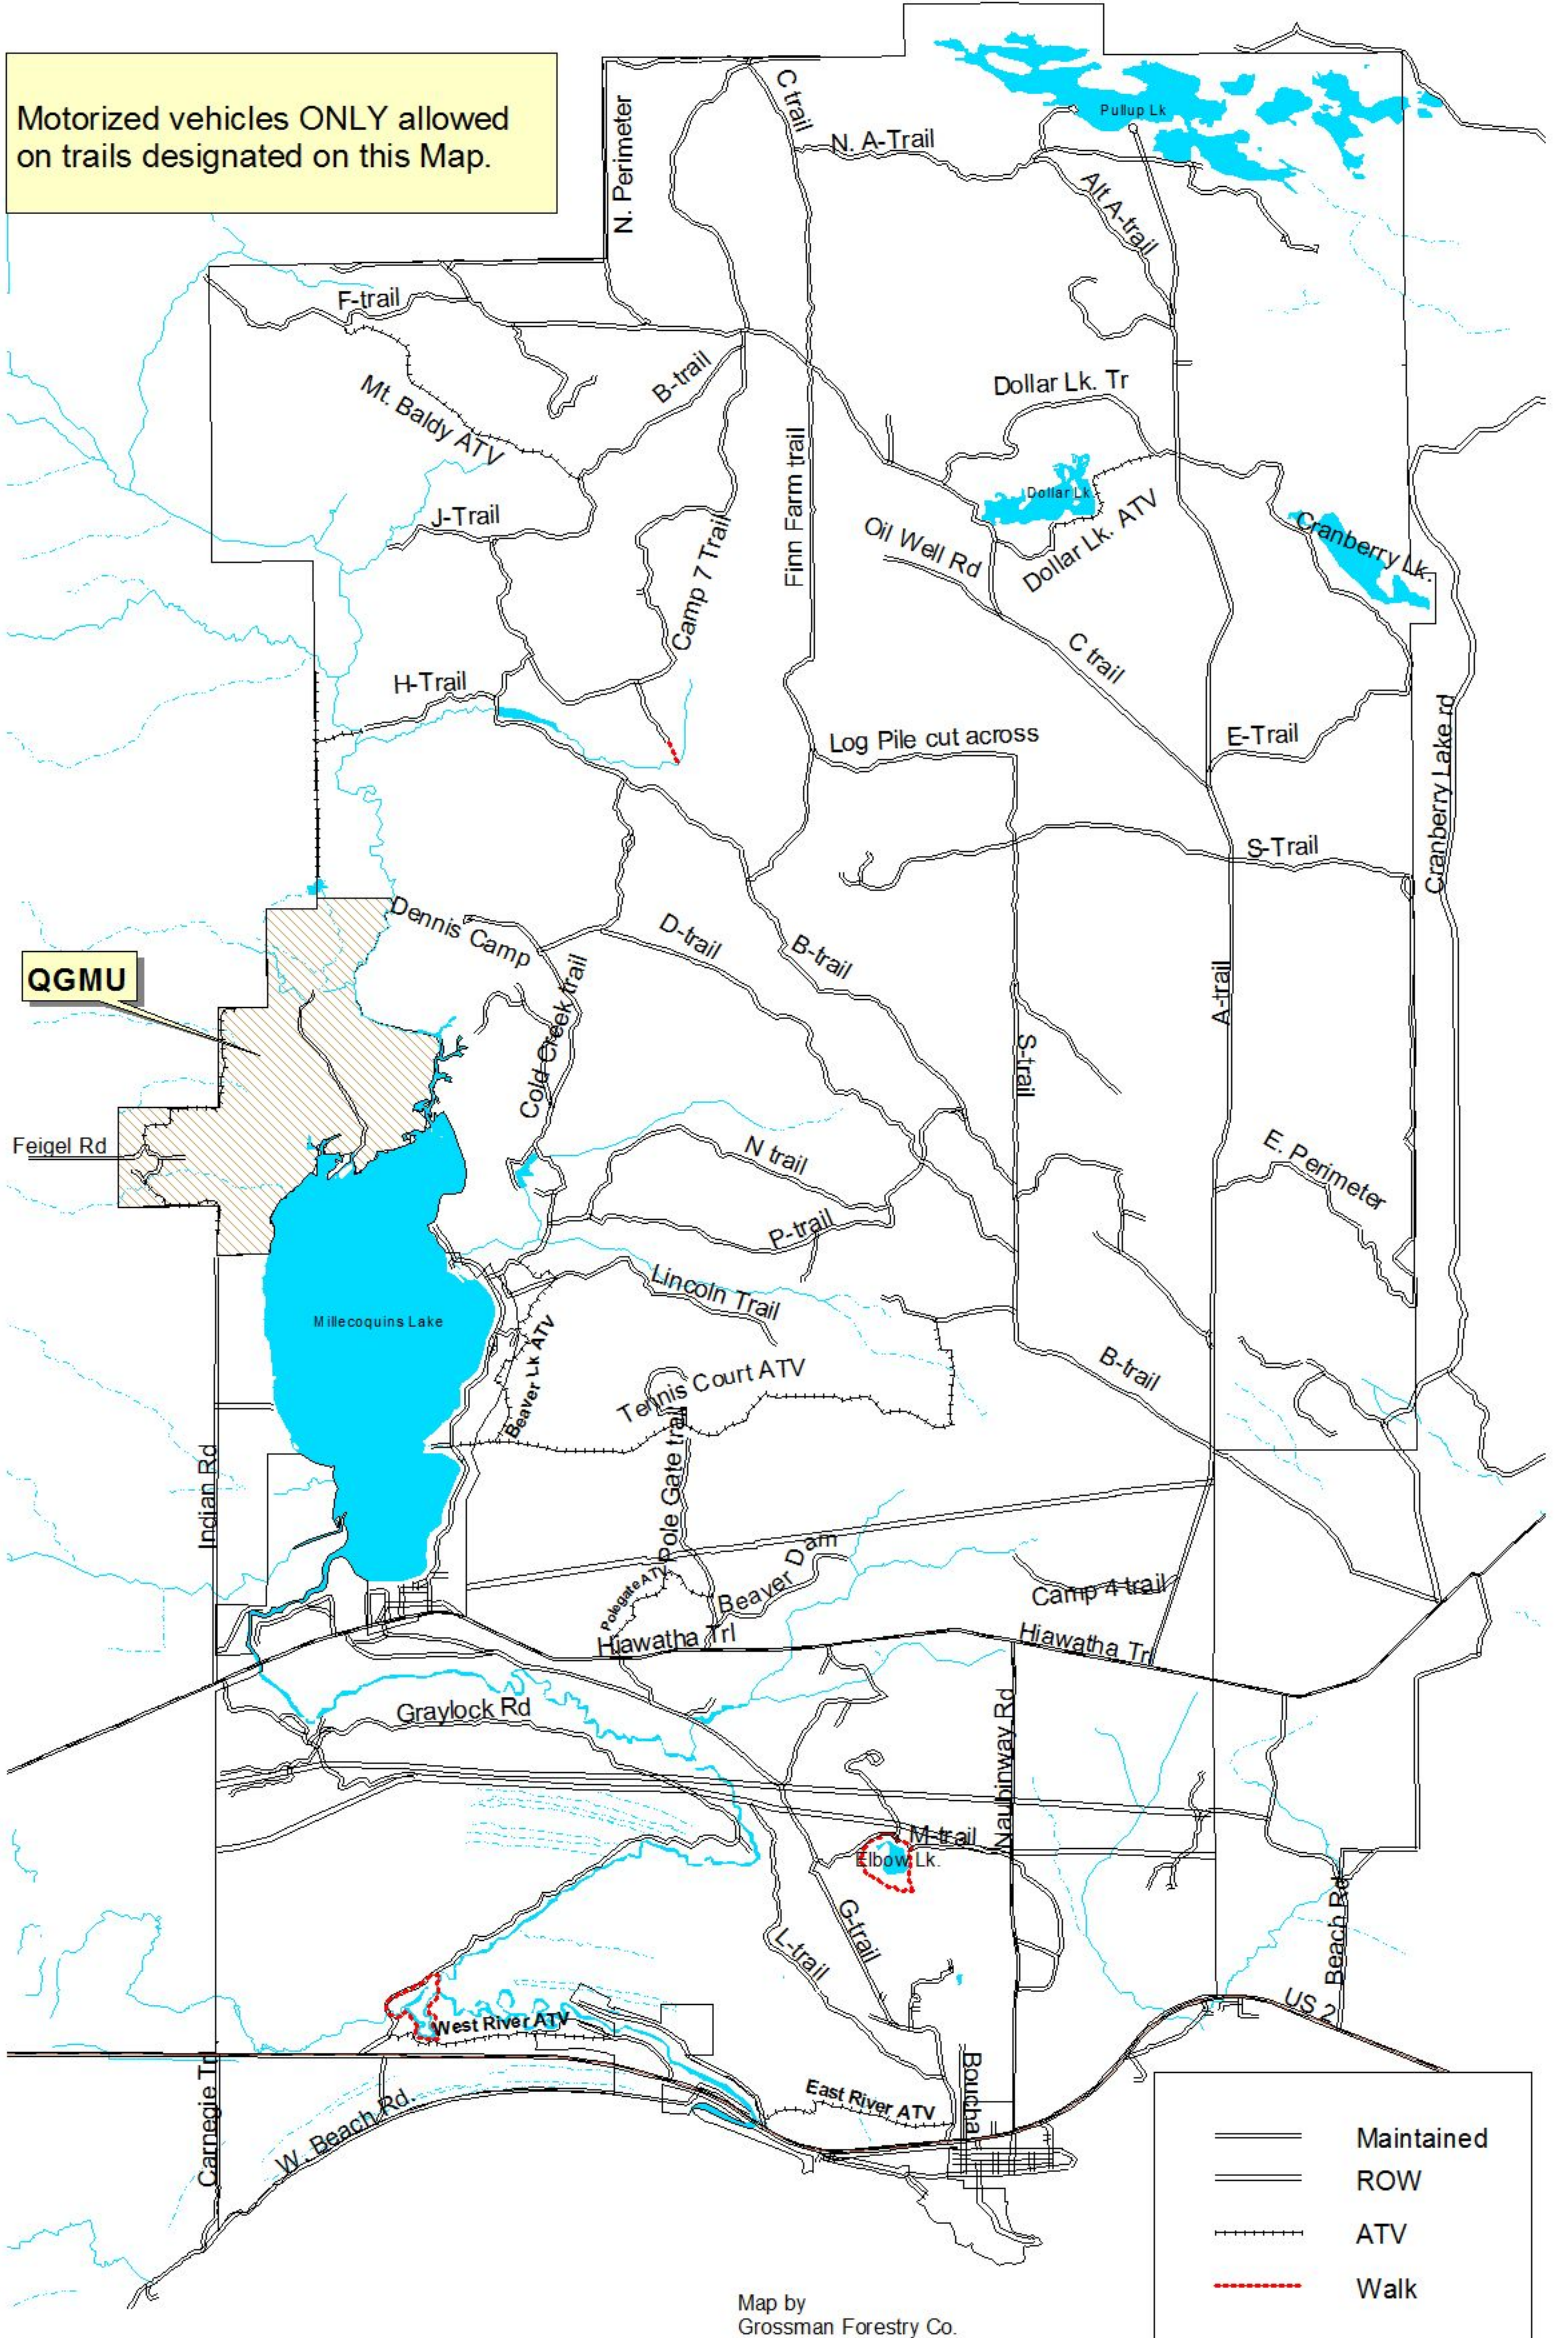 Motorized vehicles ONLY allowed
on trails designated on this Map.
N. Perimeter
C trail
N. A-Trail
Pullup Lk
Alt A-trail
F-trail
Mt. Baldy ATV
B-trail
Dollar Lk. Tr
Finn Farm trail
Dollar Lk
J-Trail
Camp 7 Trail
Oil Well Rd
Dollar Lk. ATV
Cranberry Lk.
C trail
H-Trail
Log Pile cut across
E-Trail
Cranberry Lake rd
S-Trail
Dennis Camp
D-trail
B-trail
QGMU
Cold Creek trail
A-trail
S-trail
Feigel Rd
N trail
E. Perimeter
P-trail
Lincoln Trail
Millecoquins Lake
Beaver Lk ATV
Tennis Court ATV
B-trail
Indian Rd
Pole Gate trail
Polegate ATV
Beaver Dam
Camp 4 trail
Hiawatha Trl
Hiawatha Trl
Graylock Rd
Naubinway Rd
M-trail
Elbow Lk.
G-trail
L-trail
Beach Rd
US 2
West River ATV
East River ATV
Boucha
Carnegie Trl
W. Beach Rd.
Maintained
ROW
ATV
Walk
Map by
Grossman Forestry Co.